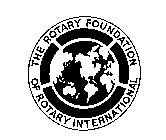 THE ROTARY FOUNDATION
OF ROTARY INTERNATIONAL